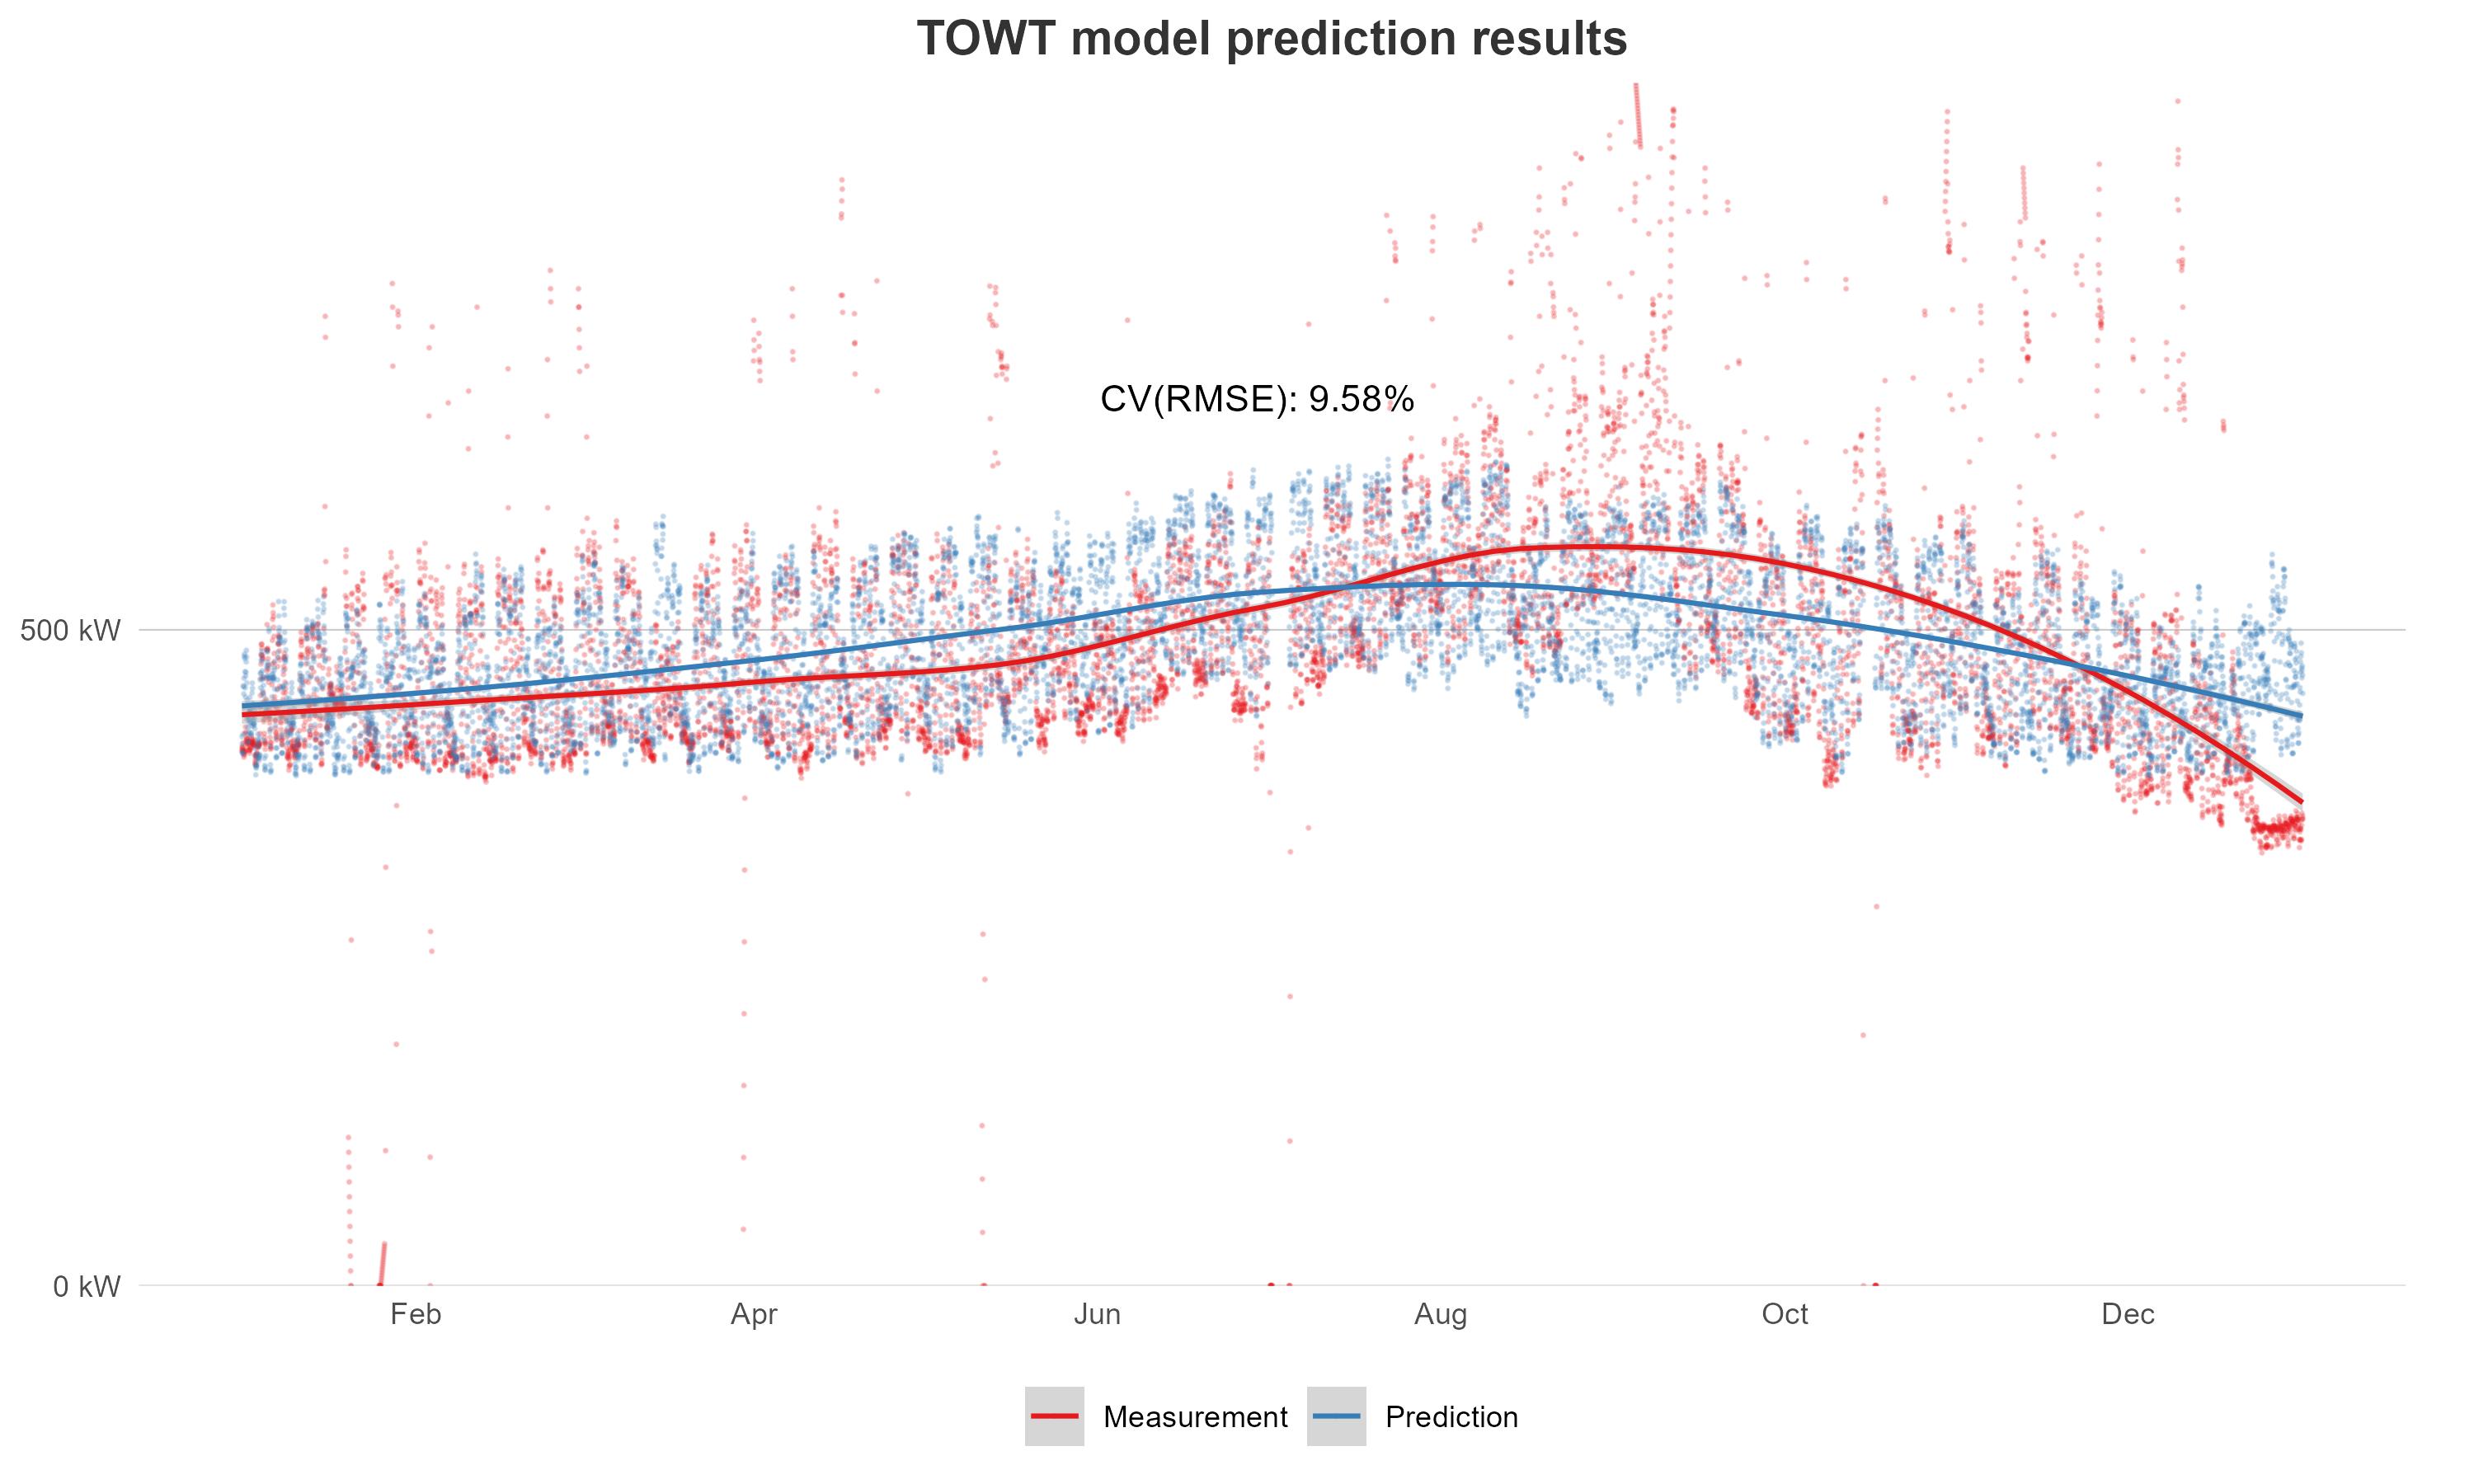 TOWT model prediction results
CV(RMSE): 9.58%
500 kW
0 kW
Feb Apr Jun Aug Oct Dec
Measurement Prediction